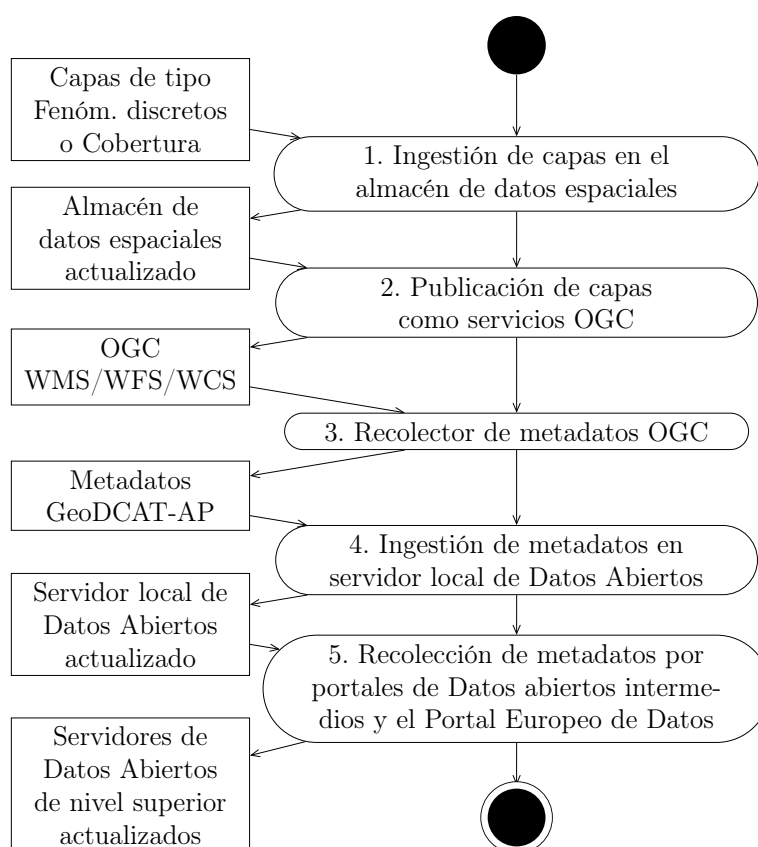 Capas de tipo
Fenóm. discretos
o Cobertura
1. Ingestión de capas en el
almacén de datos espaciales
Almacén de
datos espaciales
actualizado
2. Publicación de capas
como servicios OGC
OGC
WMS/WFS/WCS
3. Recolector de metadatos OGC
Metadatos
GeoDCAT-AP
4. Ingestión de metadatos en
servidor local de Datos Abiertos
Servidor local de
Datos Abiertos
actualizado
5. Recolección de metadatos por
portales de Datos abiertos interme-
dios y el Portal Europeo de Datos
Servidores de
Datos Abiertos
de nivel superior
actualizados